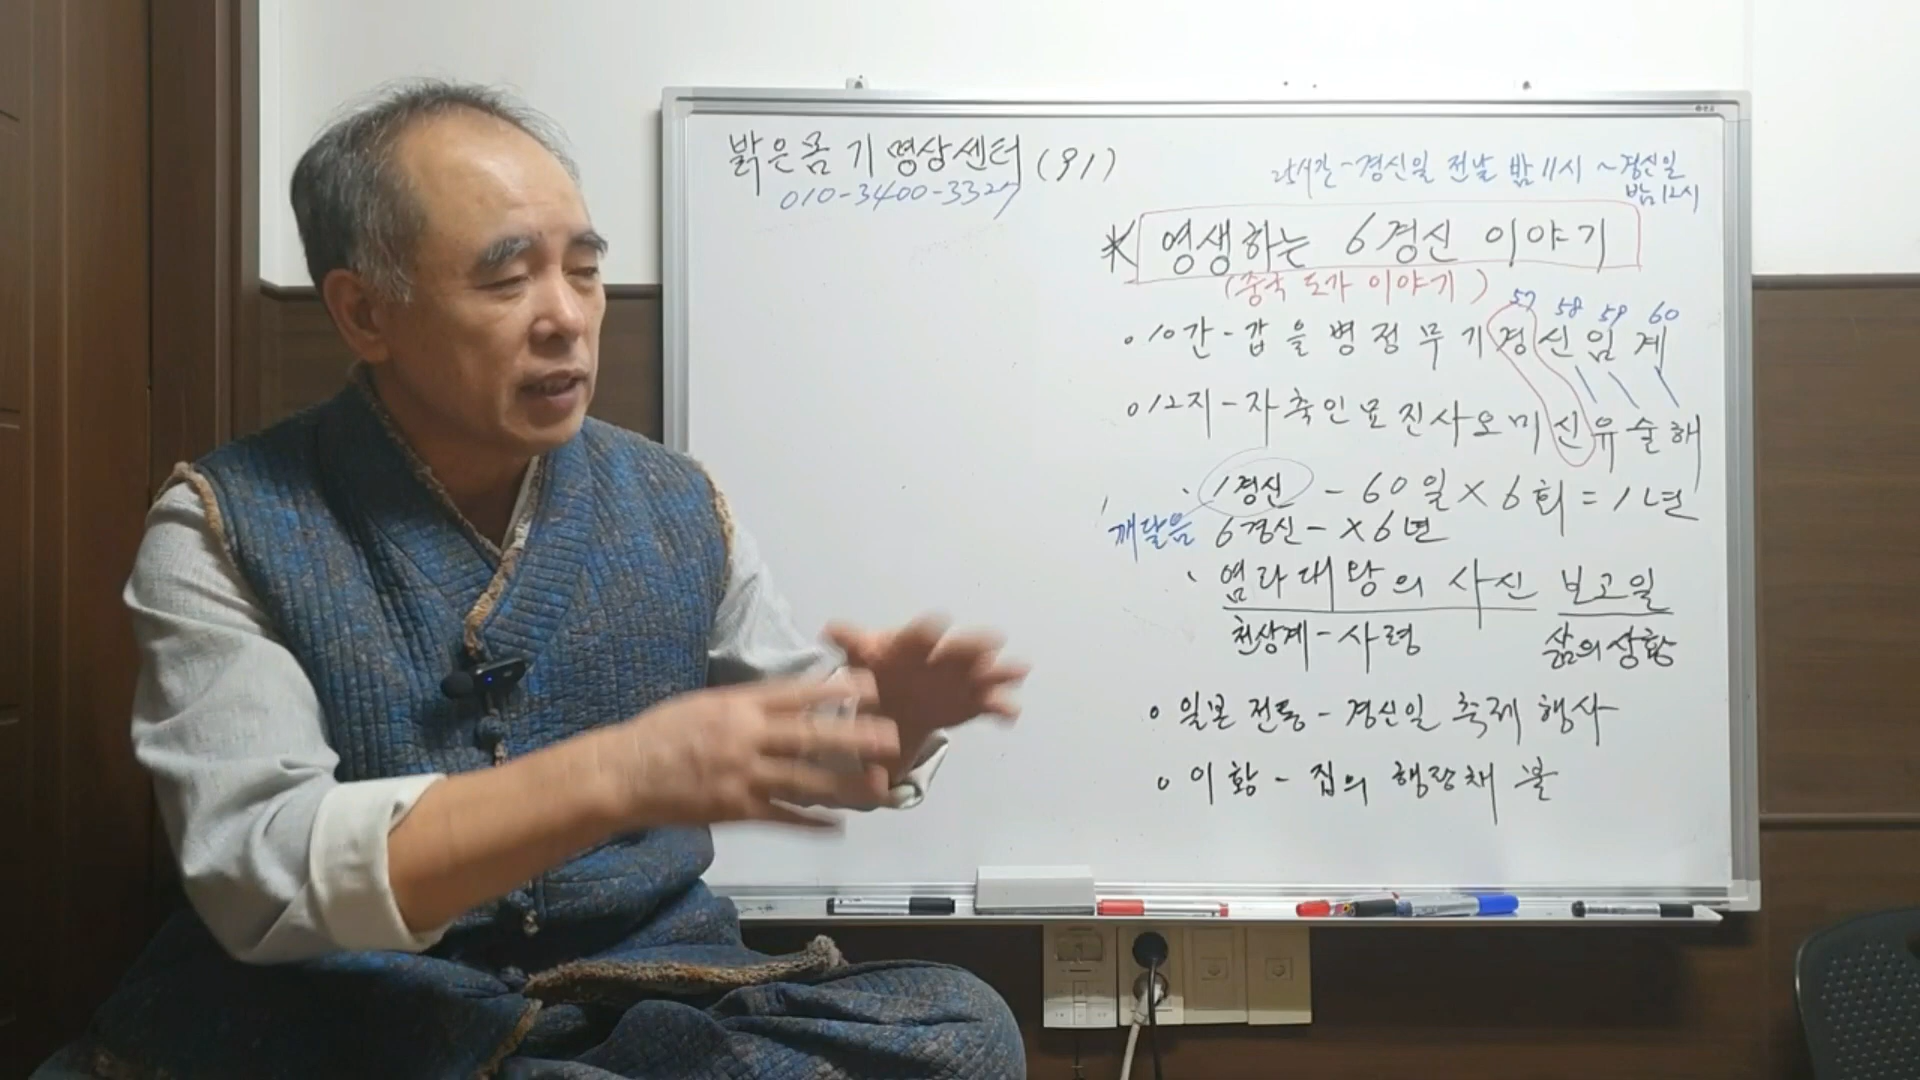 밝은몸 기 명상센터 (91)
010-3400-3327
25시간 - 경신일 전날 밤 11시 ~ 경신일
밤 12시
* 영생하는 6경신 이야기
(중국 도가 이야기)
57 58 59 60
· 10간 - 갑 을 병 정 무 기 경 신 임 계
· 12지 - 자 축 인 묘 진 사 오 미 신 유 술 해
· 1경신 - 60일 × 6회 = 1년
깨달음 6경신 - × 6년
· 염라대왕의 사신 보고일
천상계 - 사령 삶의 상황
· 일본 전통 - 경신일 축제 행사
· 이황 - 집의 행랑채 불